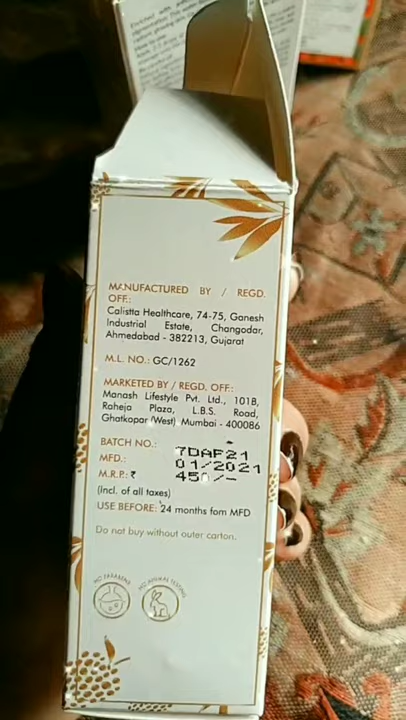 MANUFACTURED BY / REGD.
OFF.:
Calistta Healthcare, 74-75, Ganesh
Industrial Estate, Changodar,
Ahmedabad - 382213, Gujarat
M.L. NO.: GC/1262
MARKETED BY / REGD. OFF.:
Manash Lifestyle Pvt. Ltd., 101B,
Raheja Plaza, L.B.S. Road,
Ghatkopar (West) Mumbai - 400086
BATCH NO.: 7DAF21
MFD.: 01/2021
M.R.P.: ₹ 450/-
(Incl. of all taxes)
USE BEFORE: 24 months fom MFD
Do not buy without outer carton.
NO PARABENS
NO ANIMAL TESTING